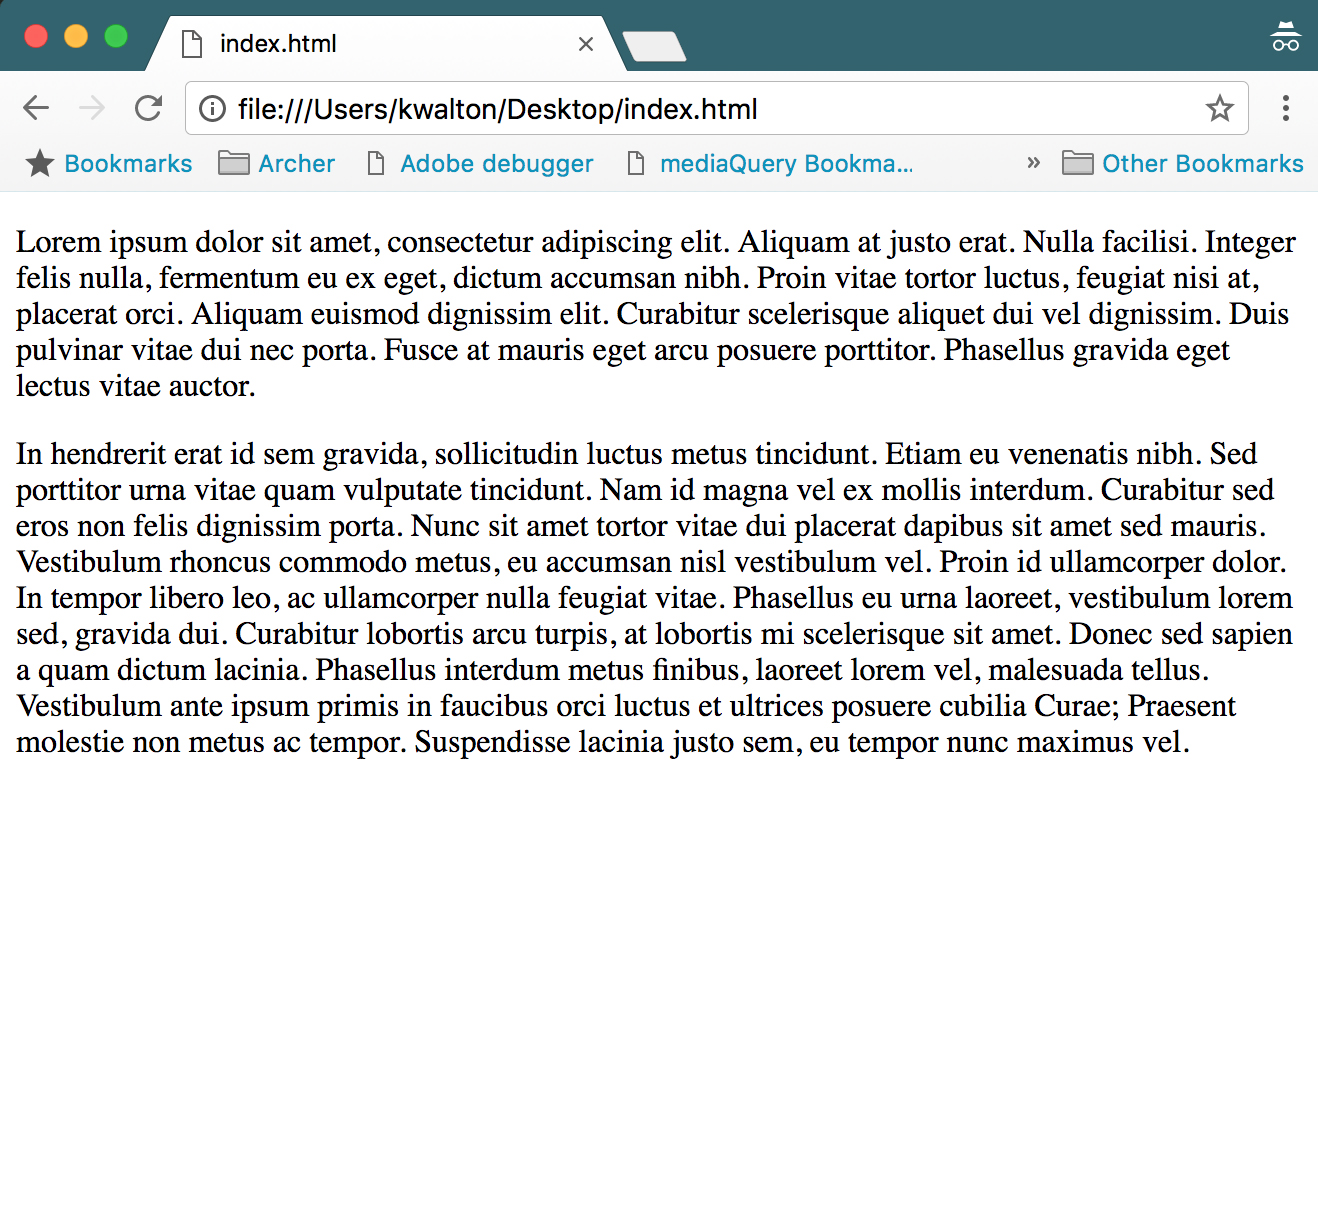 index.html
file:///Users/kwalton/Desktop/index.html
Bookmarks Archer Adobe debugger mediaQuery Bookma... » Other Bookmarks
Lorem ipsum dolor sit amet, consectetur adipiscing elit. Aliquam at justo erat. Nulla facilisi. Integer
felis nulla, fermentum eu ex eget, dictum accumsan nibh. Proin vitae tortor luctus, feugiat nisi at,
placerat orci. Aliquam euismod dignissim elit. Curabitur scelerisque aliquet dui vel dignissim. Duis
pulvinar vitae dui nec porta. Fusce at mauris eget arcu posuere porttitor. Phasellus gravida eget
lectus vitae auctor.
In hendrerit erat id sem gravida, sollicitudin luctus metus tincidunt. Etiam eu venenatis nibh. Sed
porttitor urna vitae quam vulputate tincidunt. Nam id magna vel ex mollis interdum. Curabitur sed
eros non felis dignissim porta. Nunc sit amet tortor vitae dui placerat dapibus sit amet sed mauris.
Vestibulum rhoncus commodo metus, eu accumsan nisl vestibulum vel. Proin id ullamcorper dolor.
In tempor libero leo, ac ullamcorper nulla feugiat vitae. Phasellus eu urna laoreet, vestibulum lorem
sed, gravida dui. Curabitur lobortis arcu turpis, at lobortis mi scelerisque sit amet. Donec sed sapien
a quam dictum lacinia. Phasellus interdum metus finibus, laoreet lorem vel, malesuada tellus.
Vestibulum ante ipsum primis in faucibus orci luctus et ultrices posuere cubilia Curae; Praesent
molestie non metus ac tempor. Suspendisse lacinia justo sem, eu tempor nunc maximus vel.